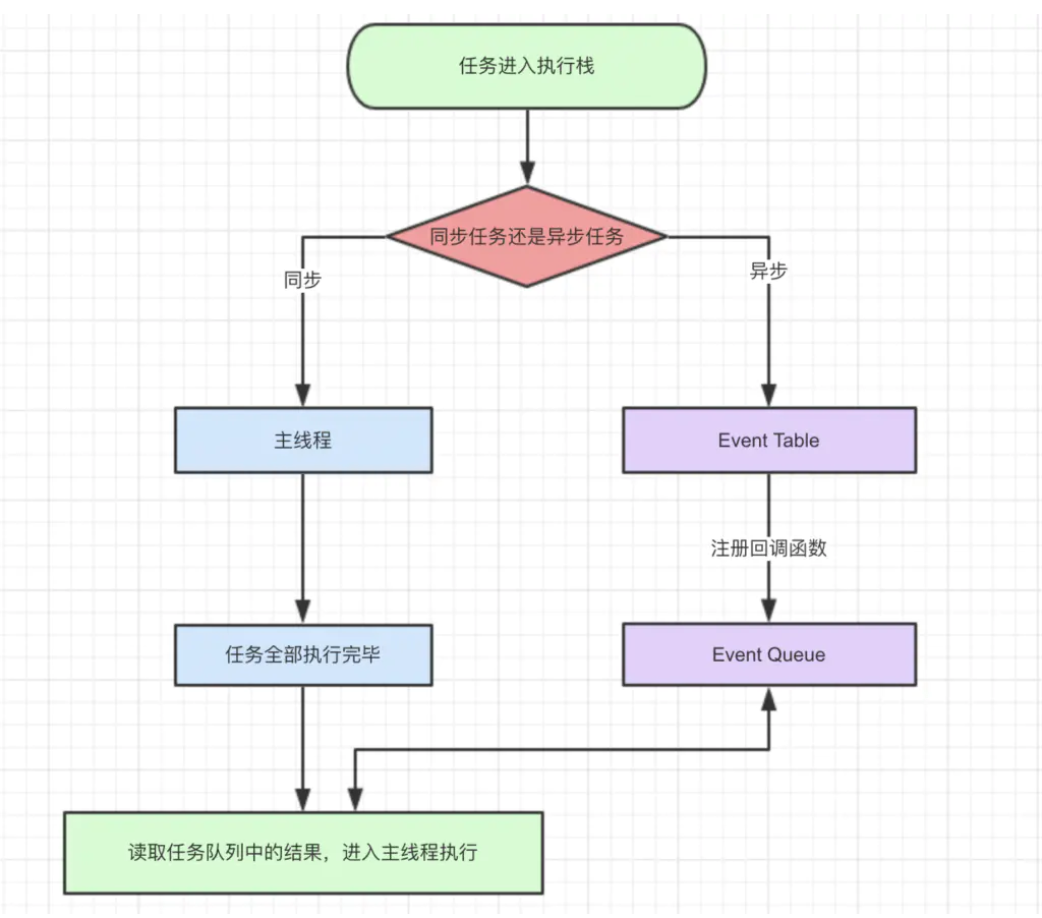 任务进入执行栈
同步任务还是异步任务
同步
异步
主线程
Event Table
注册回调函数
任务全部执行完毕
Event Queue
读取任务队列中的结果，进入主线程执行